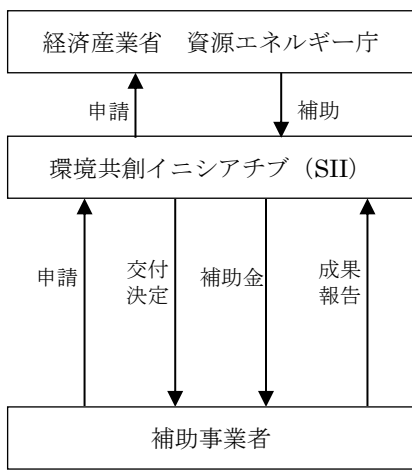 経済産業省　資源エネルギー庁
申請
補助
環境共創イニシアチブ（SII）
申請
交付
決定
補助金
成果
報告
補助事業者